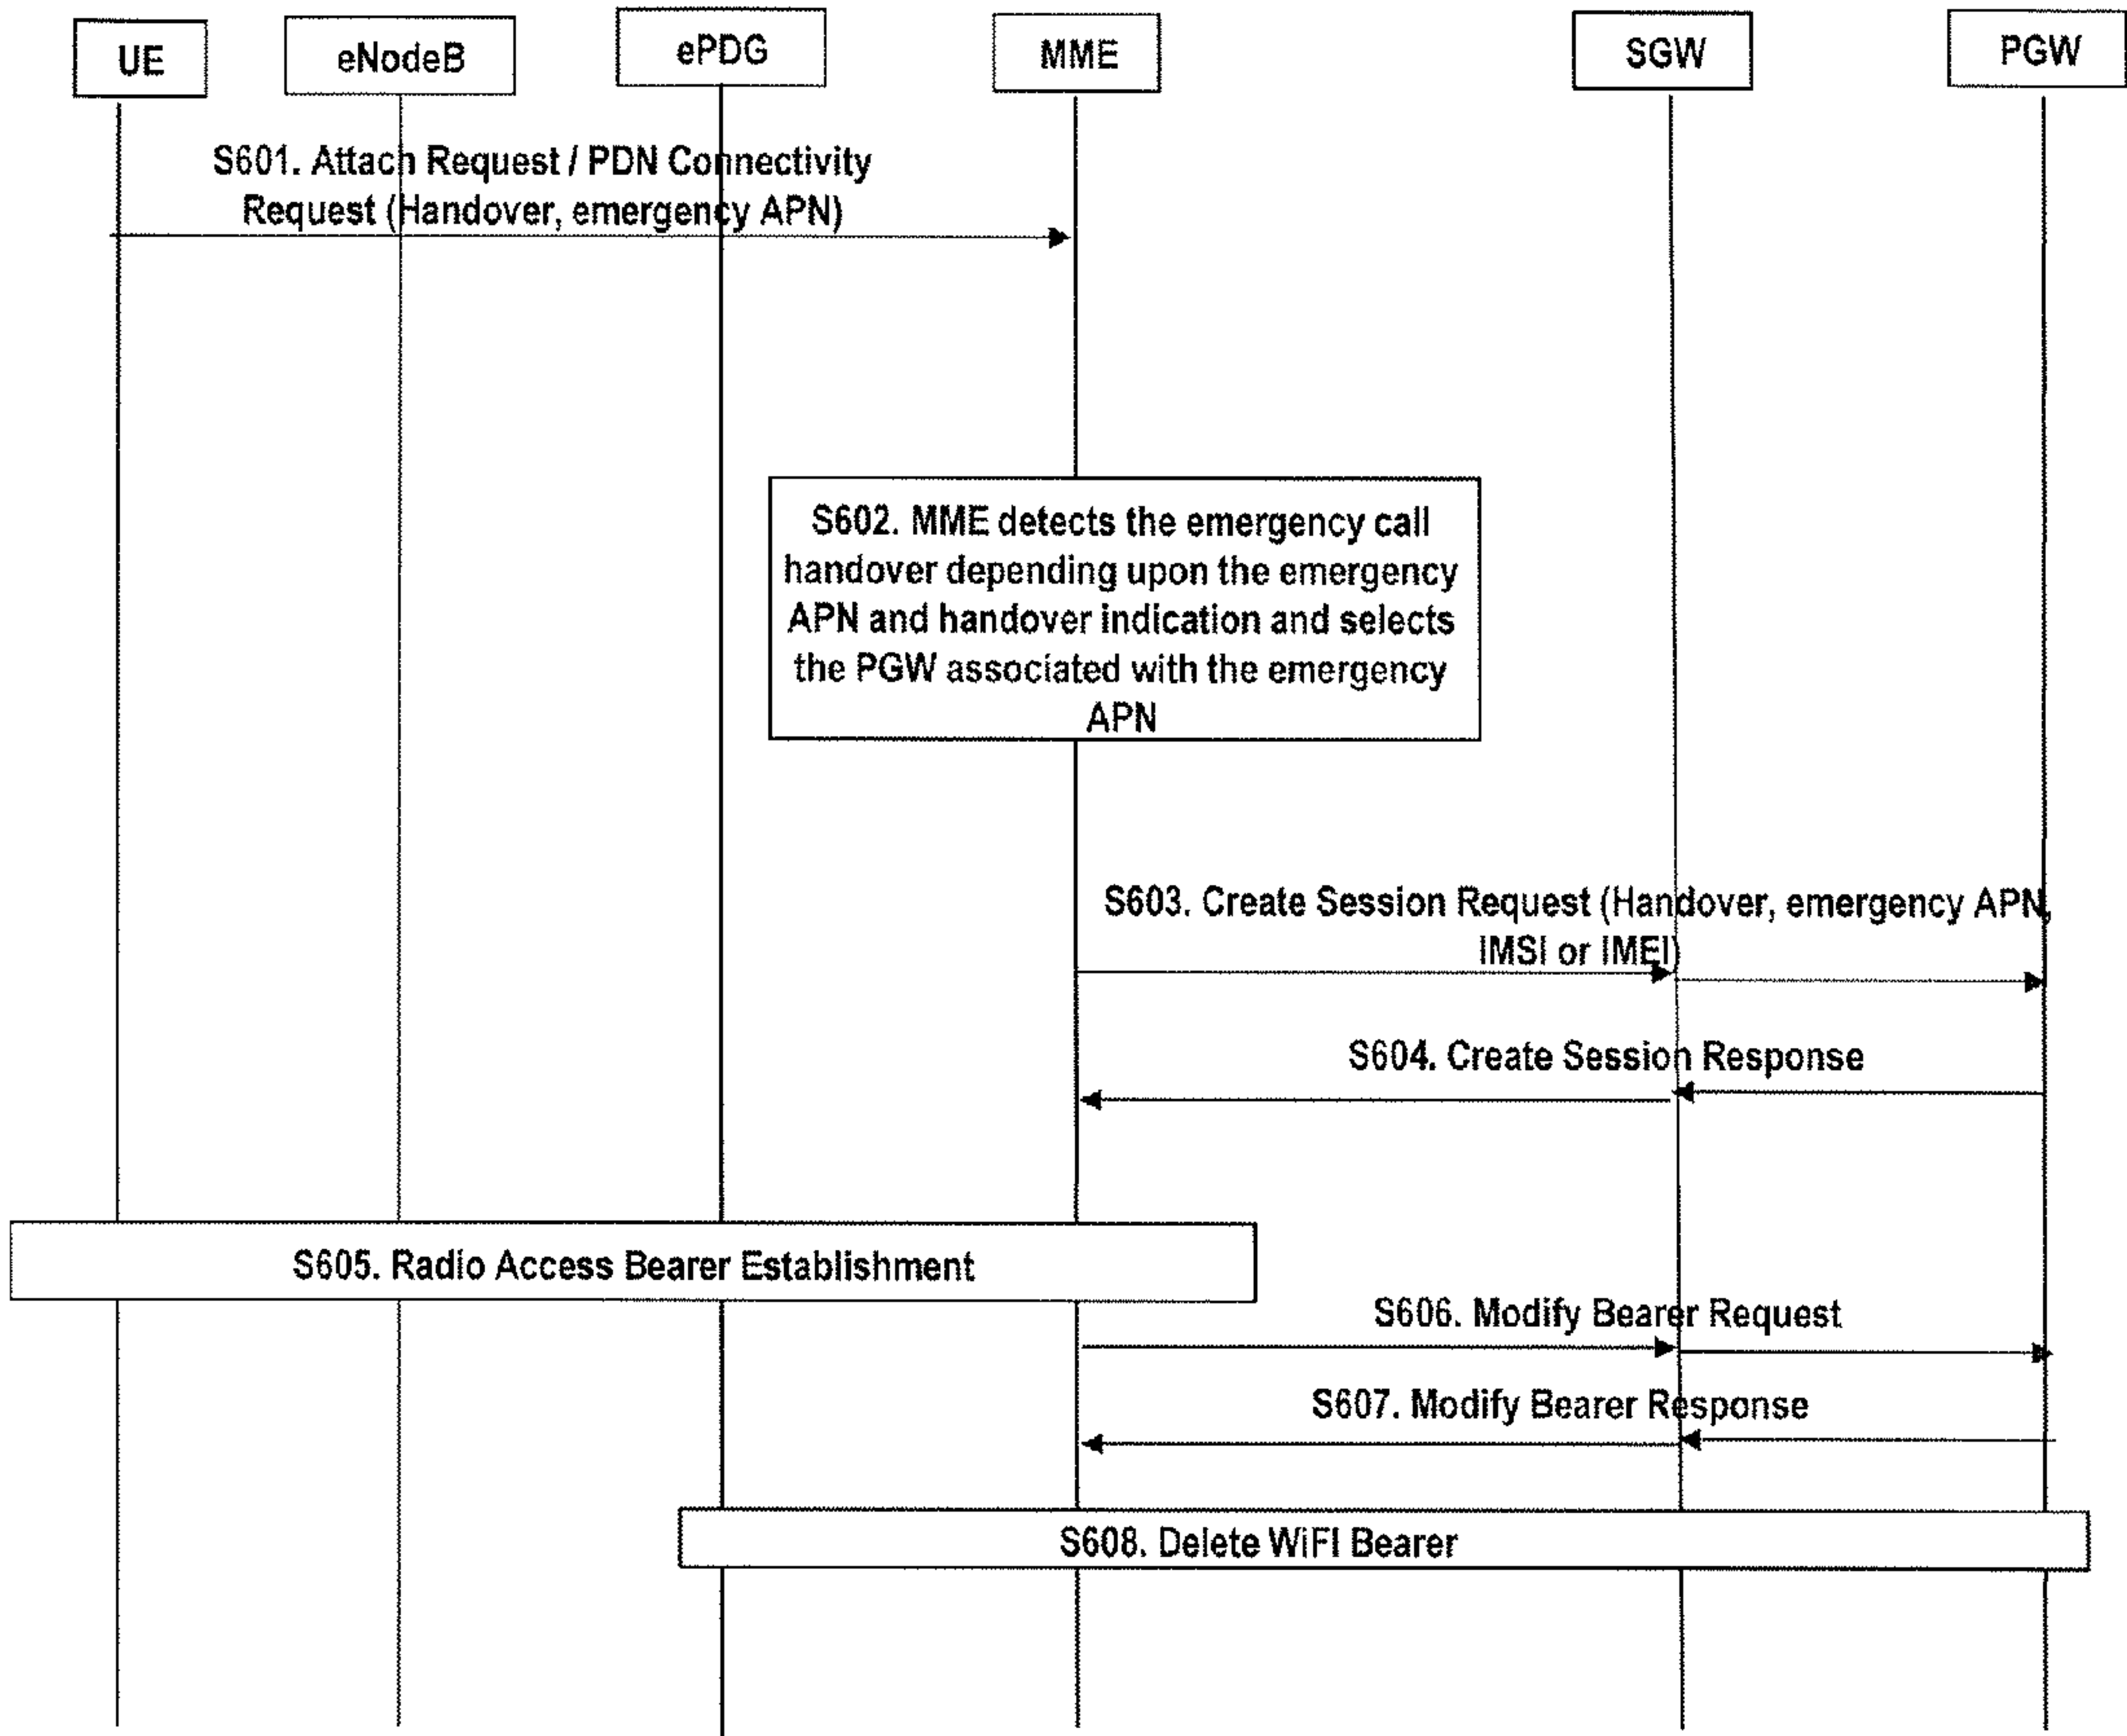 UE
eNodeB
ePDG
MME
SGW
PGW
S601. Attach Request / PDN Connectivity
Request (Handover, emergency APN)
S602. MME detects the emergency call
handover depending upon the emergency
APN and handover indication and selects
the PGW associated with the emergency
APN
S603. Create Session Request (Handover, emergency APN,
IMSI or IMEI)
S604. Create Session Response
S605. Radio Access Bearer Establishment
S606. Modify Bearer Request
S607. Modify Bearer Response
S608. Delete WiFI Bearer